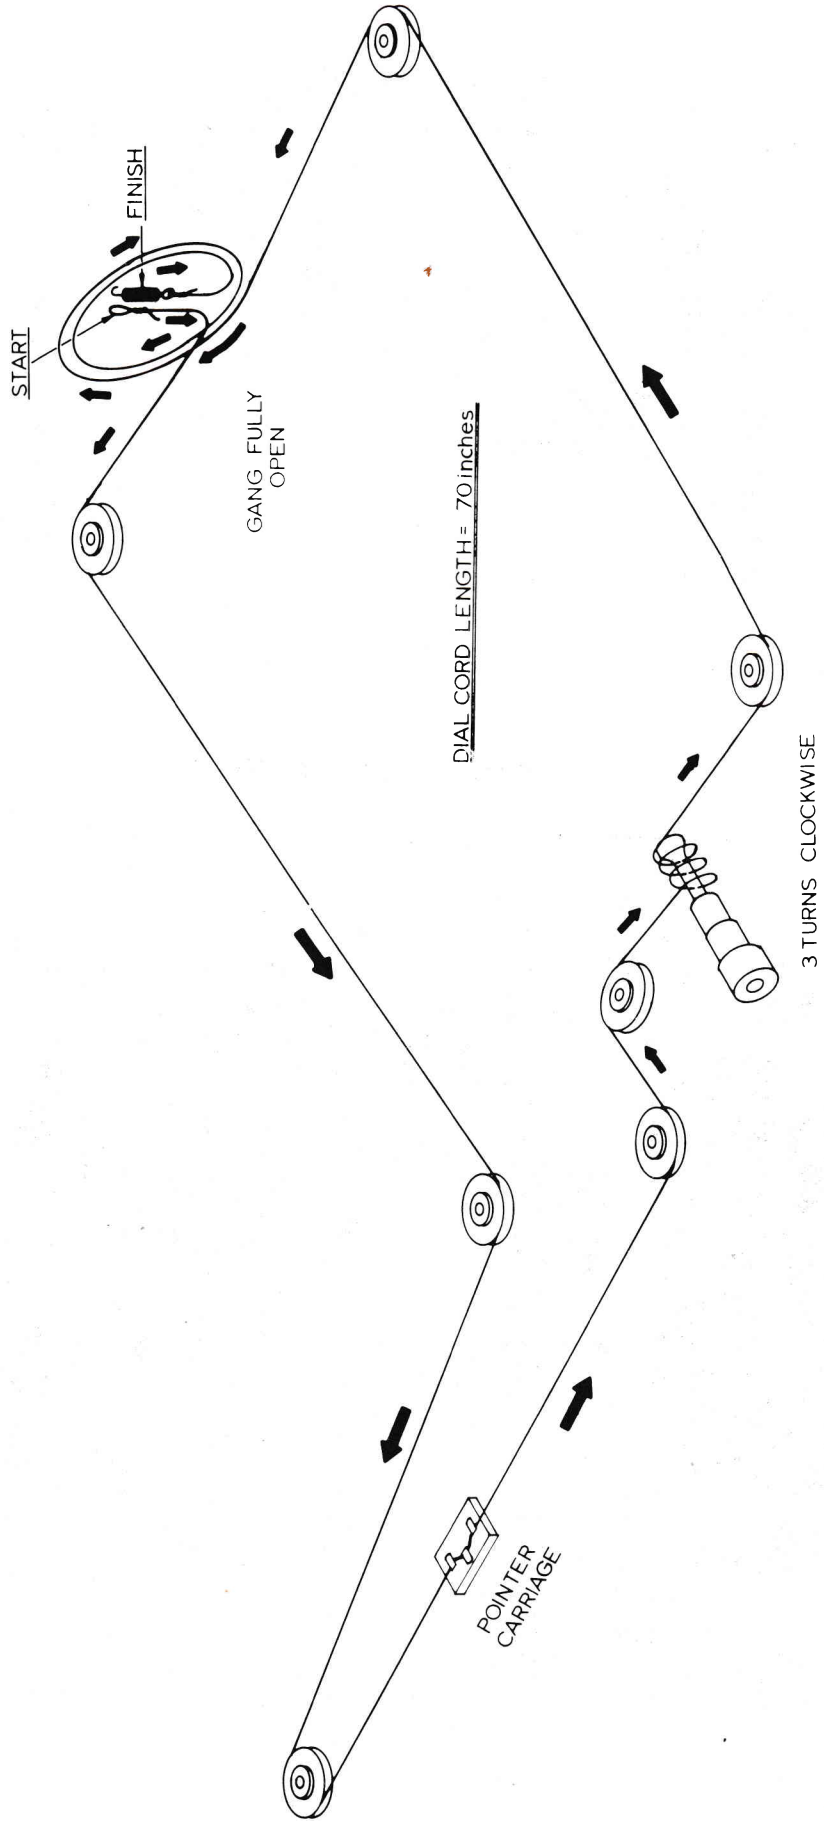 START
FINISH
GANG FULLY
OPEN
DIAL CORD LENGTH = 70 inches
POINTER
CARRIAGE
3 TURNS CLOCKWISE